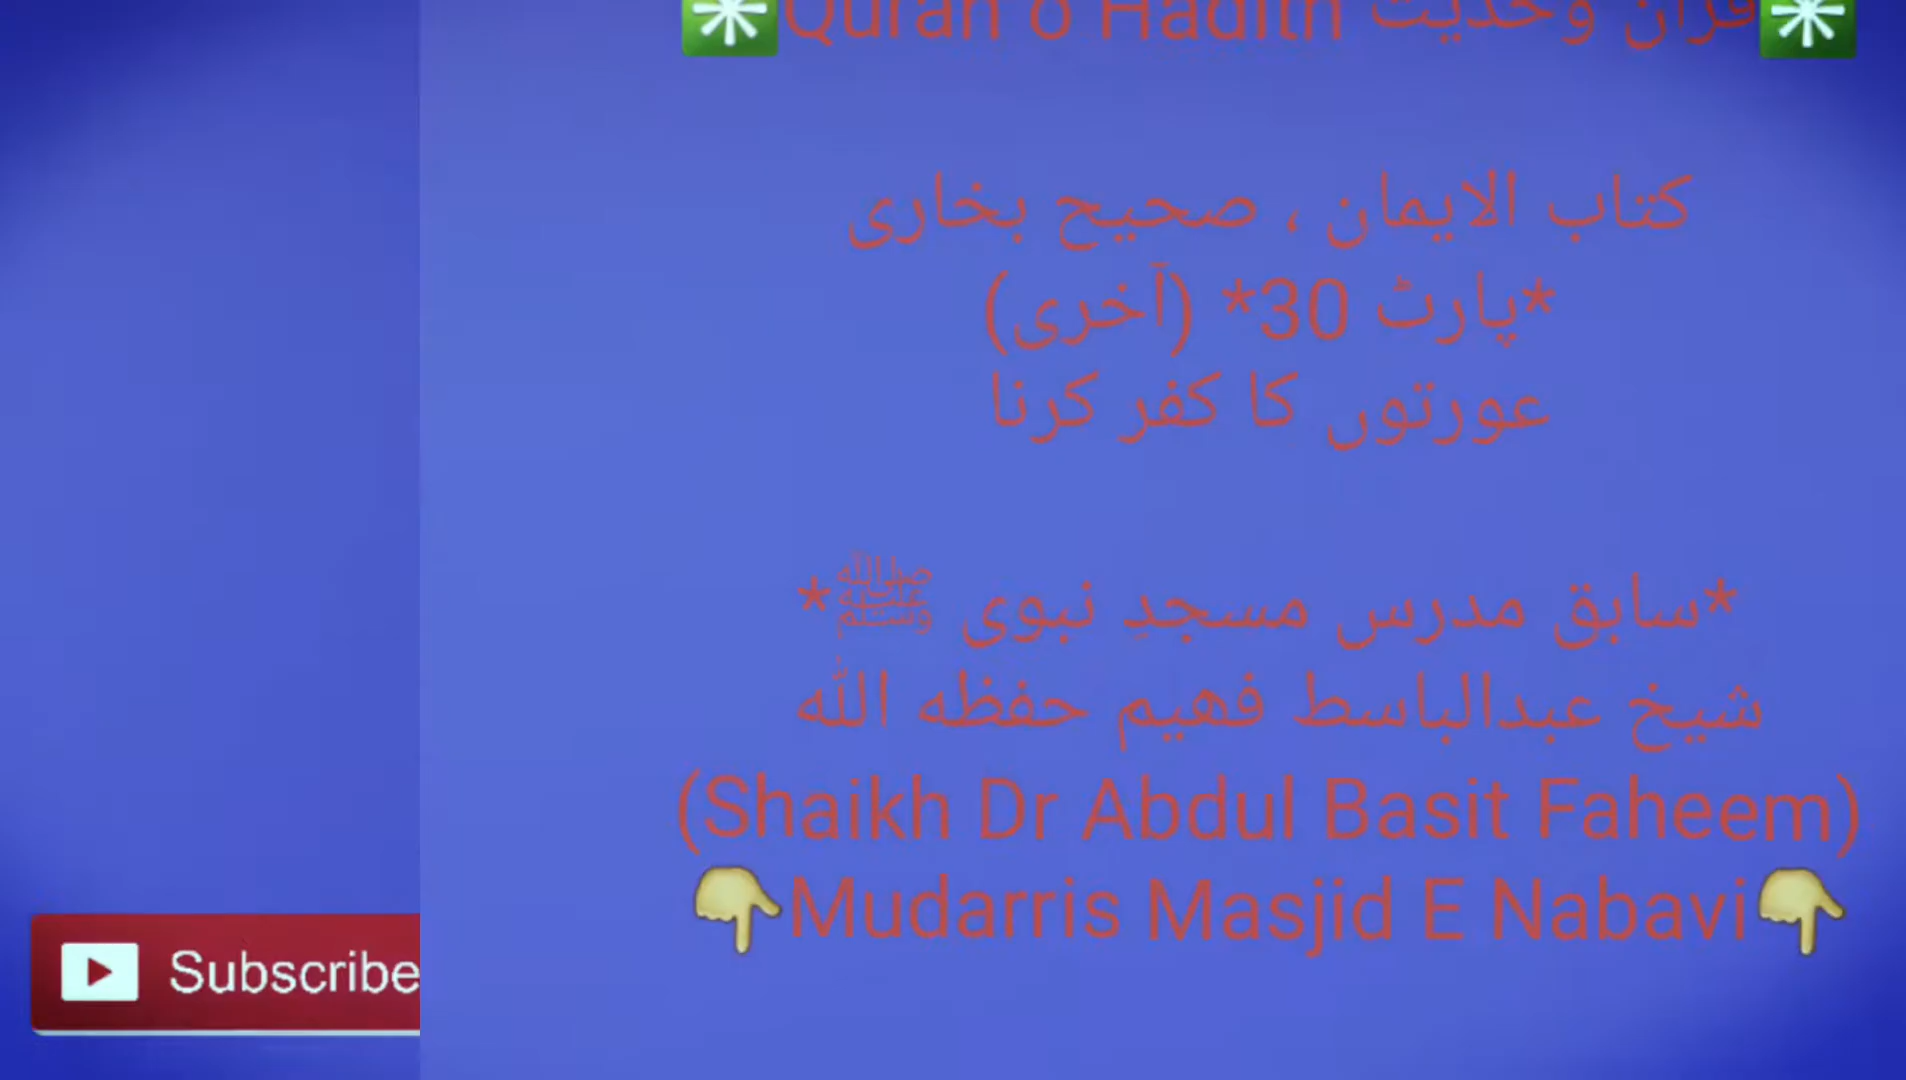 ✳️Quran o Hadith قرآن وحدیث✳️
کتاب الایمان ، صحیح بخاری
*پارٹ 30* (آخری)
عورتوں کا کفر کرنا
*سابق مدرس مسجدِ نبوی ﷺ*
شیخ عبدالباسط فھیم حفظه الله
(Shaikh Dr Abdul Basit Faheem)
👇Mudarris Masjid E Nabavi👇
Subscribe